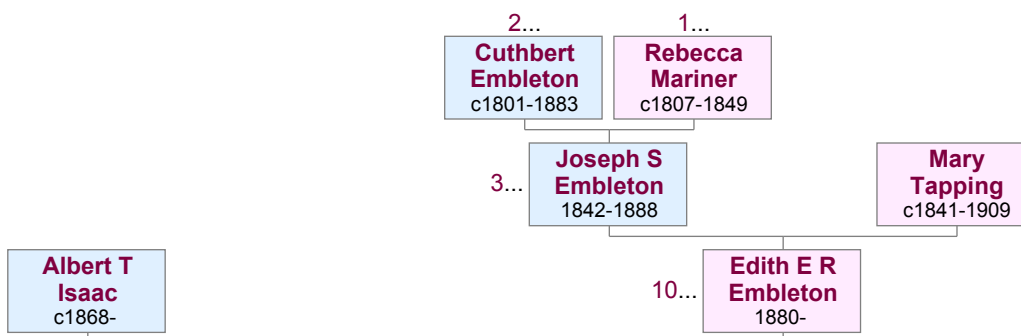 2...
1...
Cuthbert
Embleton
c1801-1883
Rebecca
Mariner
c1807-1849
3...
Joseph S
Embleton
1842-1888
Mary
Tapping
c1841-1909
Albert T
Isaac
c1868-
10...
Edith E R
Embleton
1880-